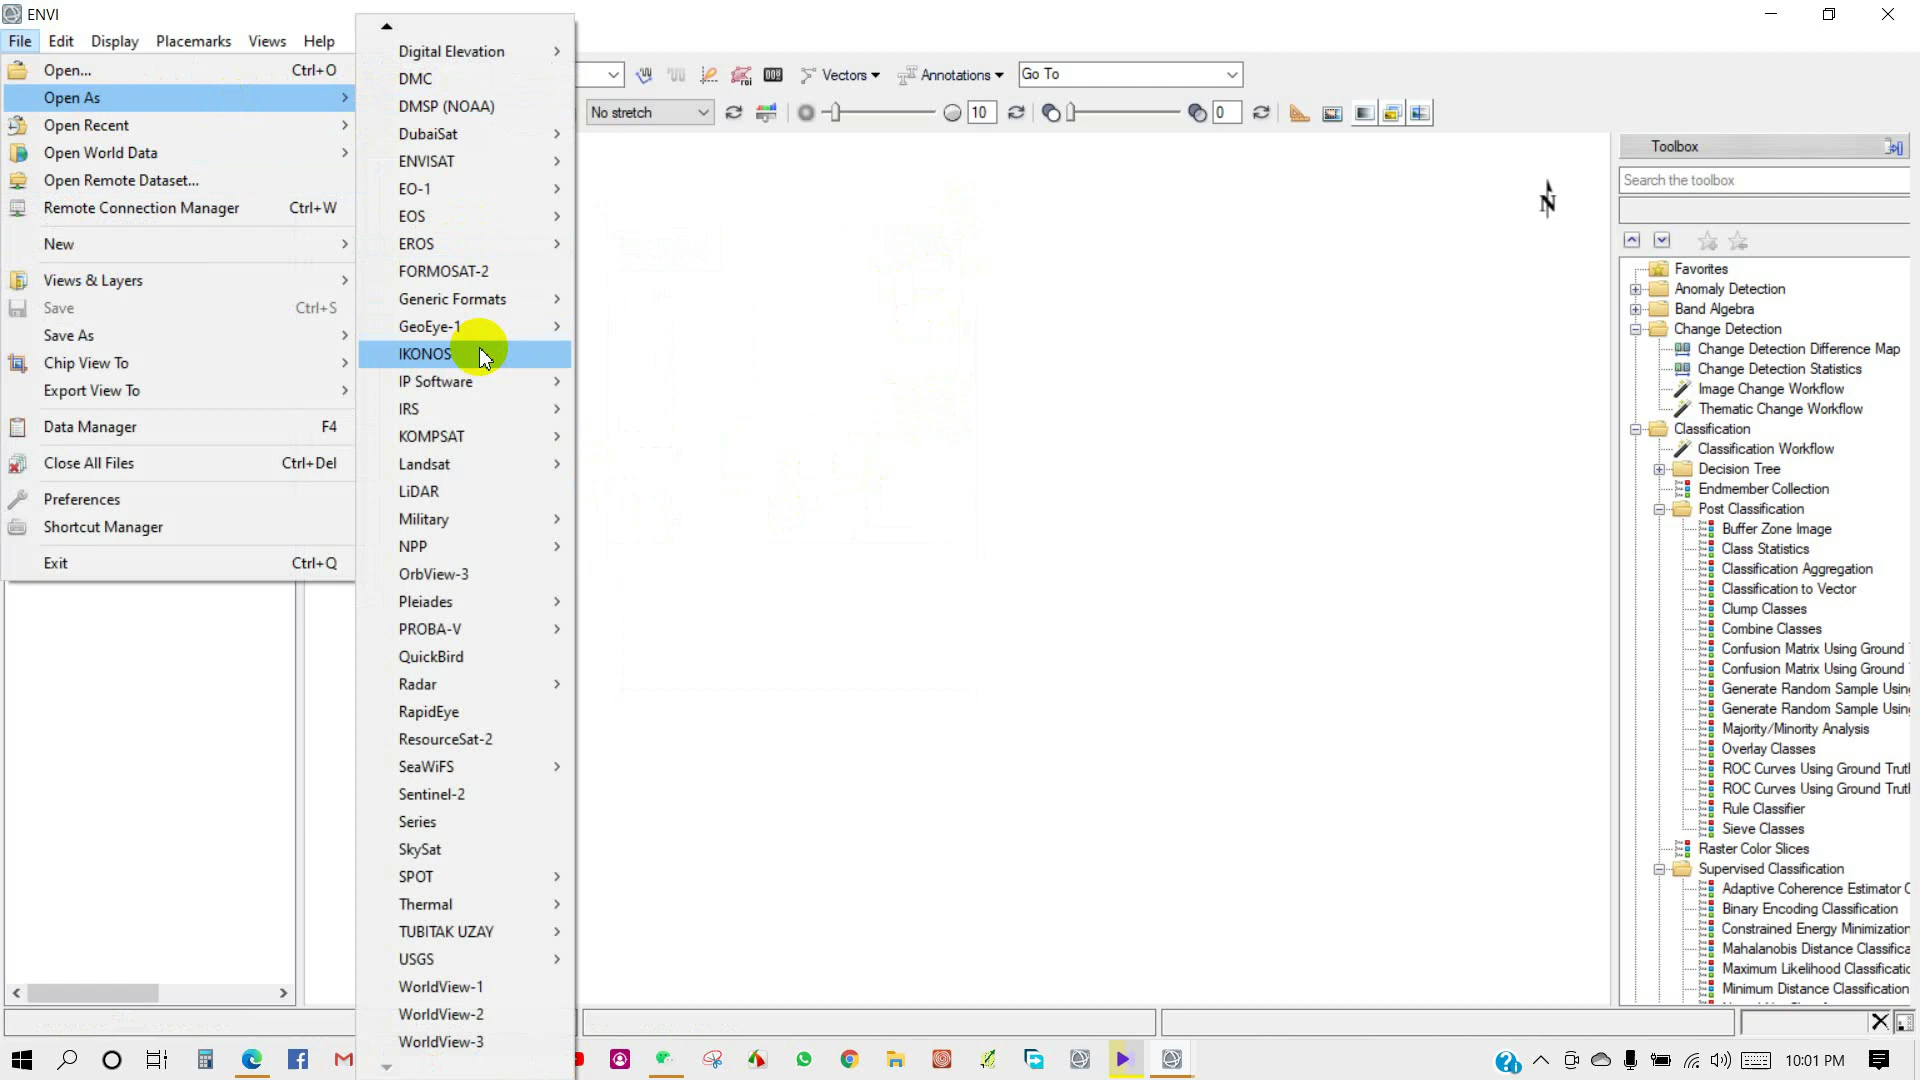 ENVI
File Edit Display Placemarks Views Help
Open... Ctrl+O
Open As
Open Recent
Open World Data
Open Remote Dataset...
Remote Connection Manager Ctrl+W
New
Views & Layers
Save Ctrl+S
Save As
Chip View To
Export View To
Data Manager F4
Close All Files Ctrl+Del
Preferences
Shortcut Manager
Exit Ctrl+Q
Digital Elevation
DMC
DMSP (NOAA)
DubaiSat
ENVISAT
EO-1
EOS
EROS
FORMOSAT-2
Generic Formats
GeoEye-1
IKONOS
IP Software
IRS
KOMPSAT
Landsat
LiDAR
Military
NPP
OrbView-3
Pleiades
PROBA-V
QuickBird
Radar
RapidEye
ResourceSat-2
SeaWiFS
Sentinel-2
Series
SkySat
SPOT
Thermal
TUBITAK UZAY
USGS
WorldView-1
WorldView-2
WorldView-3
Vectors Annotations Go To
No stretch 10 0
N
Toolbox
Search the toolbox
Favorites
Anomaly Detection
Band Algebra
Change Detection
Change Detection Difference Map
Change Detection Statistics
Image Change Workflow
Thematic Change Workflow
Classification
Classification Workflow
Decision Tree
Endmember Collection
Post Classification
Buffer Zone Image
Class Statistics
Classification Aggregation
Classification to Vector
Clump Classes
Combine Classes
Confusion Matrix Using Ground
Confusion Matrix Using Ground
Generate Random Sample Using
Generate Random Sample Using
Majority/Minority Analysis
Overlay Classes
ROC Curves Using Ground Trut
ROC Curves Using Ground Trut
Rule Classifier
Sieve Classes
Raster Color Slices
Supervised Classification
Adaptive Coherence Estimator C
Binary Encoding Classification
Constrained Energy Minimization
Mahalanobis Distance Classifica
Maximum Likelihood Classificatio
Minimum Distance Classification
10:01 PM